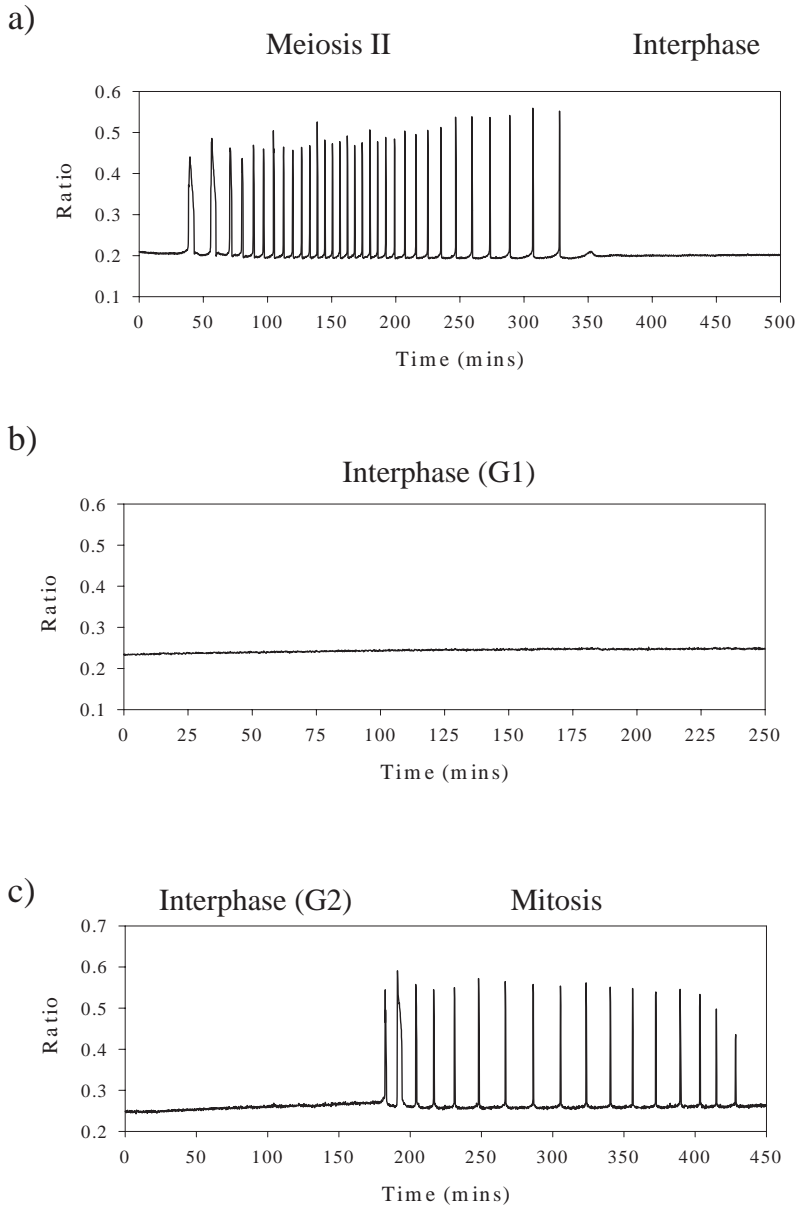 a)
Meiosis II Interphase
0.6
0.5
0.4
0.3
0.2
0.1
Ratio
0 50 100 150 200 250 300 350 400 450 500
Time (mins)
b)
Interphase (G1)
0.6
0.5
0.4
0.3
0.2
0.1
Ratio
0 25 50 75 100 125 150 175 200 225 250
Time (mins)
c)
Interphase (G2) Mitosis
0.7
0.6
0.5
0.4
0.3
0.2
Ratio
0 50 100 150 200 250 300 350 400 450
Time (mins)